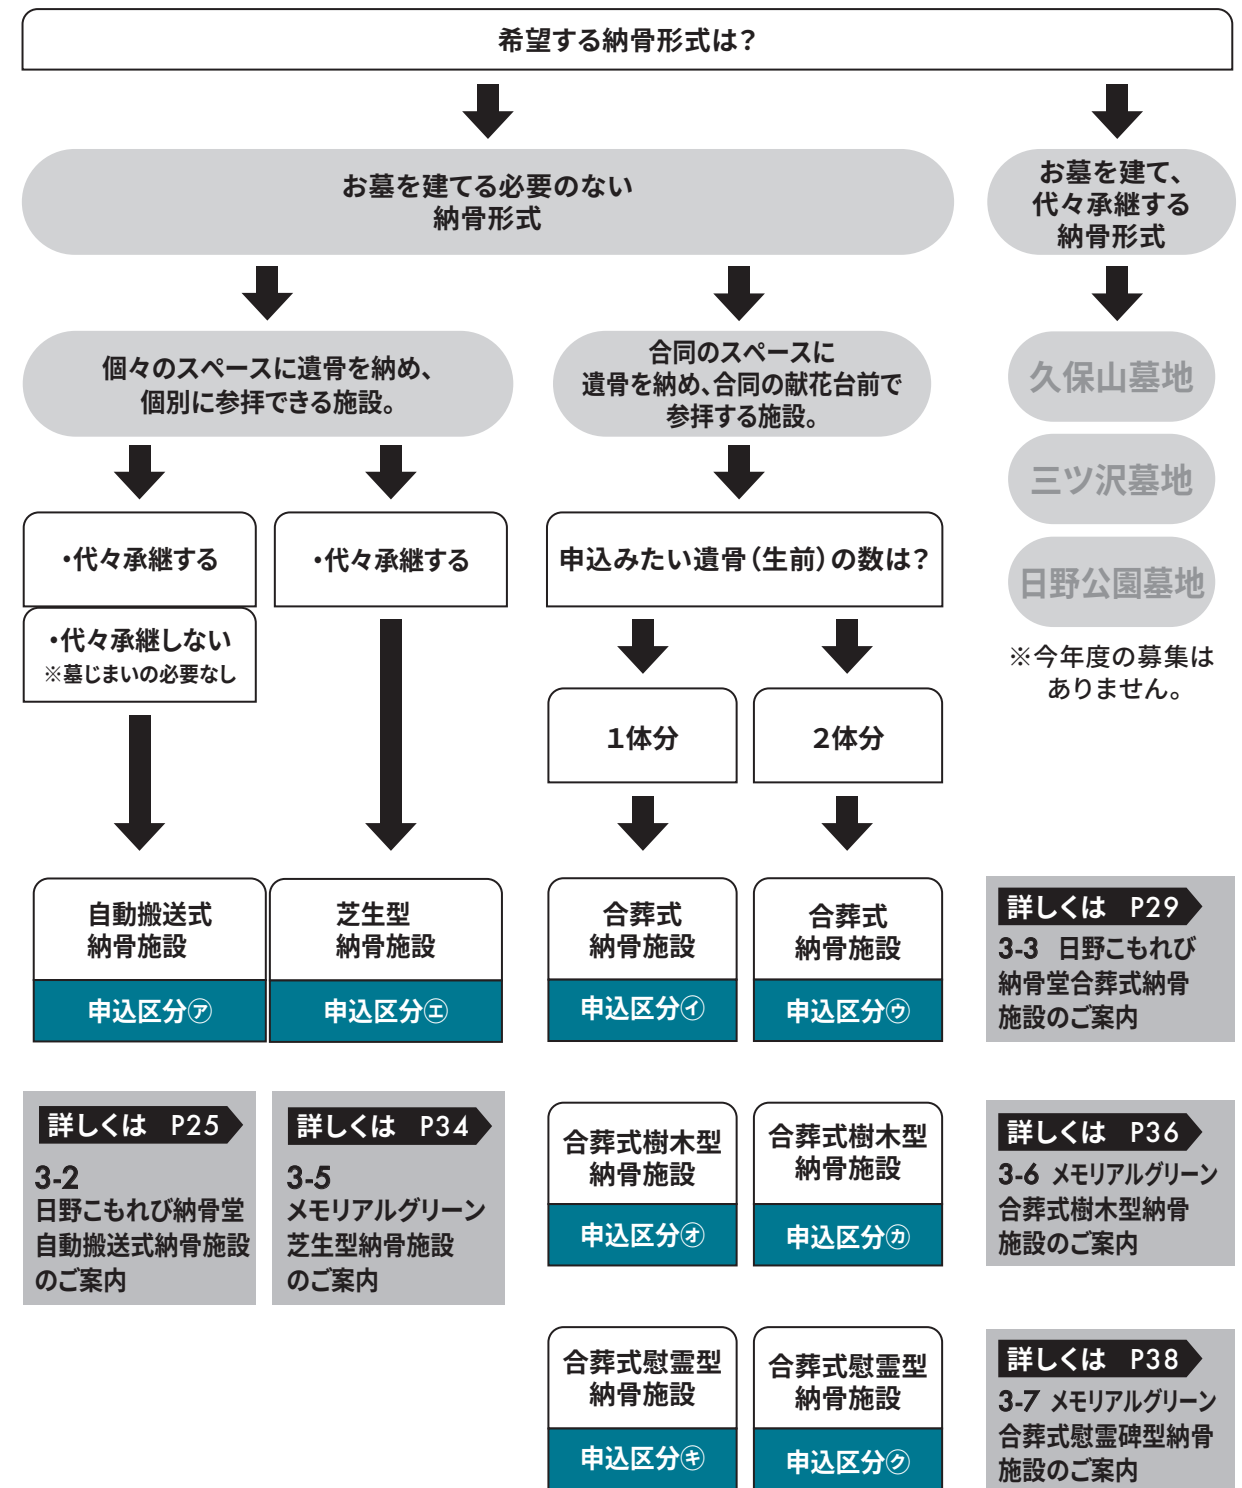 希望する納骨形式は？
お墓を建てる必要のない
納骨形式
お墓を建て、
代々承継する
納骨形式
個々のスペースに遺骨を納め、
個別に参拝できる施設。
合同のスペースに
遺骨を納め、合同の献花台前で
参拝する施設。
久保山墓地
三ツ沢墓地
日野公園墓地
※今年度の募集は
ありません。
・代々承継する
・代々承継しない
※墓じまいの必要なし
・代々承継する
申込みたい遺骨（生前）の数は？
１体分
２体分
自動搬送式
納骨施設
申込区分㋐
芝生型
納骨施設
申込区分㋓
合葬式
納骨施設
申込区分㋑
合葬式
納骨施設
申込区分㋒
詳しくは P29
3-3 日野こもれび
納骨堂合葬式納骨
施設のご案内
詳しくは P25
3-2
日野こもれび納骨堂
自動搬送式納骨施設
のご案内
詳しくは P34
3-5
メモリアルグリーン
芝生型納骨施設
のご案内
合葬式樹木型
納骨施設
申込区分㋔
合葬式樹木型
納骨施設
申込区分㋕
詳しくは P36
3-6 メモリアルグリーン
合葬式樹木型納骨
施設のご案内
合葬式慰霊型
納骨施設
申込区分㋖
合葬式慰霊型
納骨施設
申込区分㋗
詳しくは P38
3-7 メモリアルグリーン
合葬式慰霊碑型納骨
施設のご案内